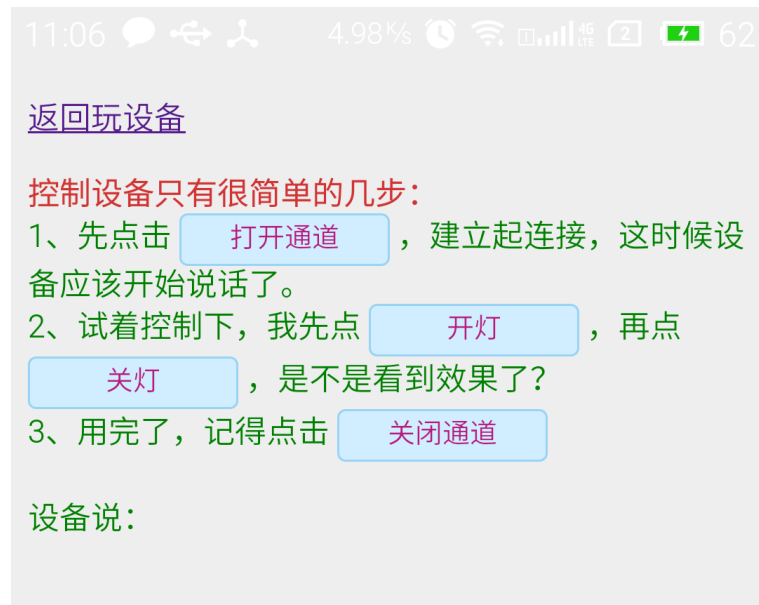 11:06 4.98K/s 4G LTE 2 62
返回玩设备
控制设备只有很简单的几步：
1、先点击 打开通道 ，建立起连接，这时候设
备应该开始说话了。
2、试着控制下，我先点 开灯 ，再点
关灯 ，是不是看到效果了？
3、用完了，记得点击 关闭通道
设备说：